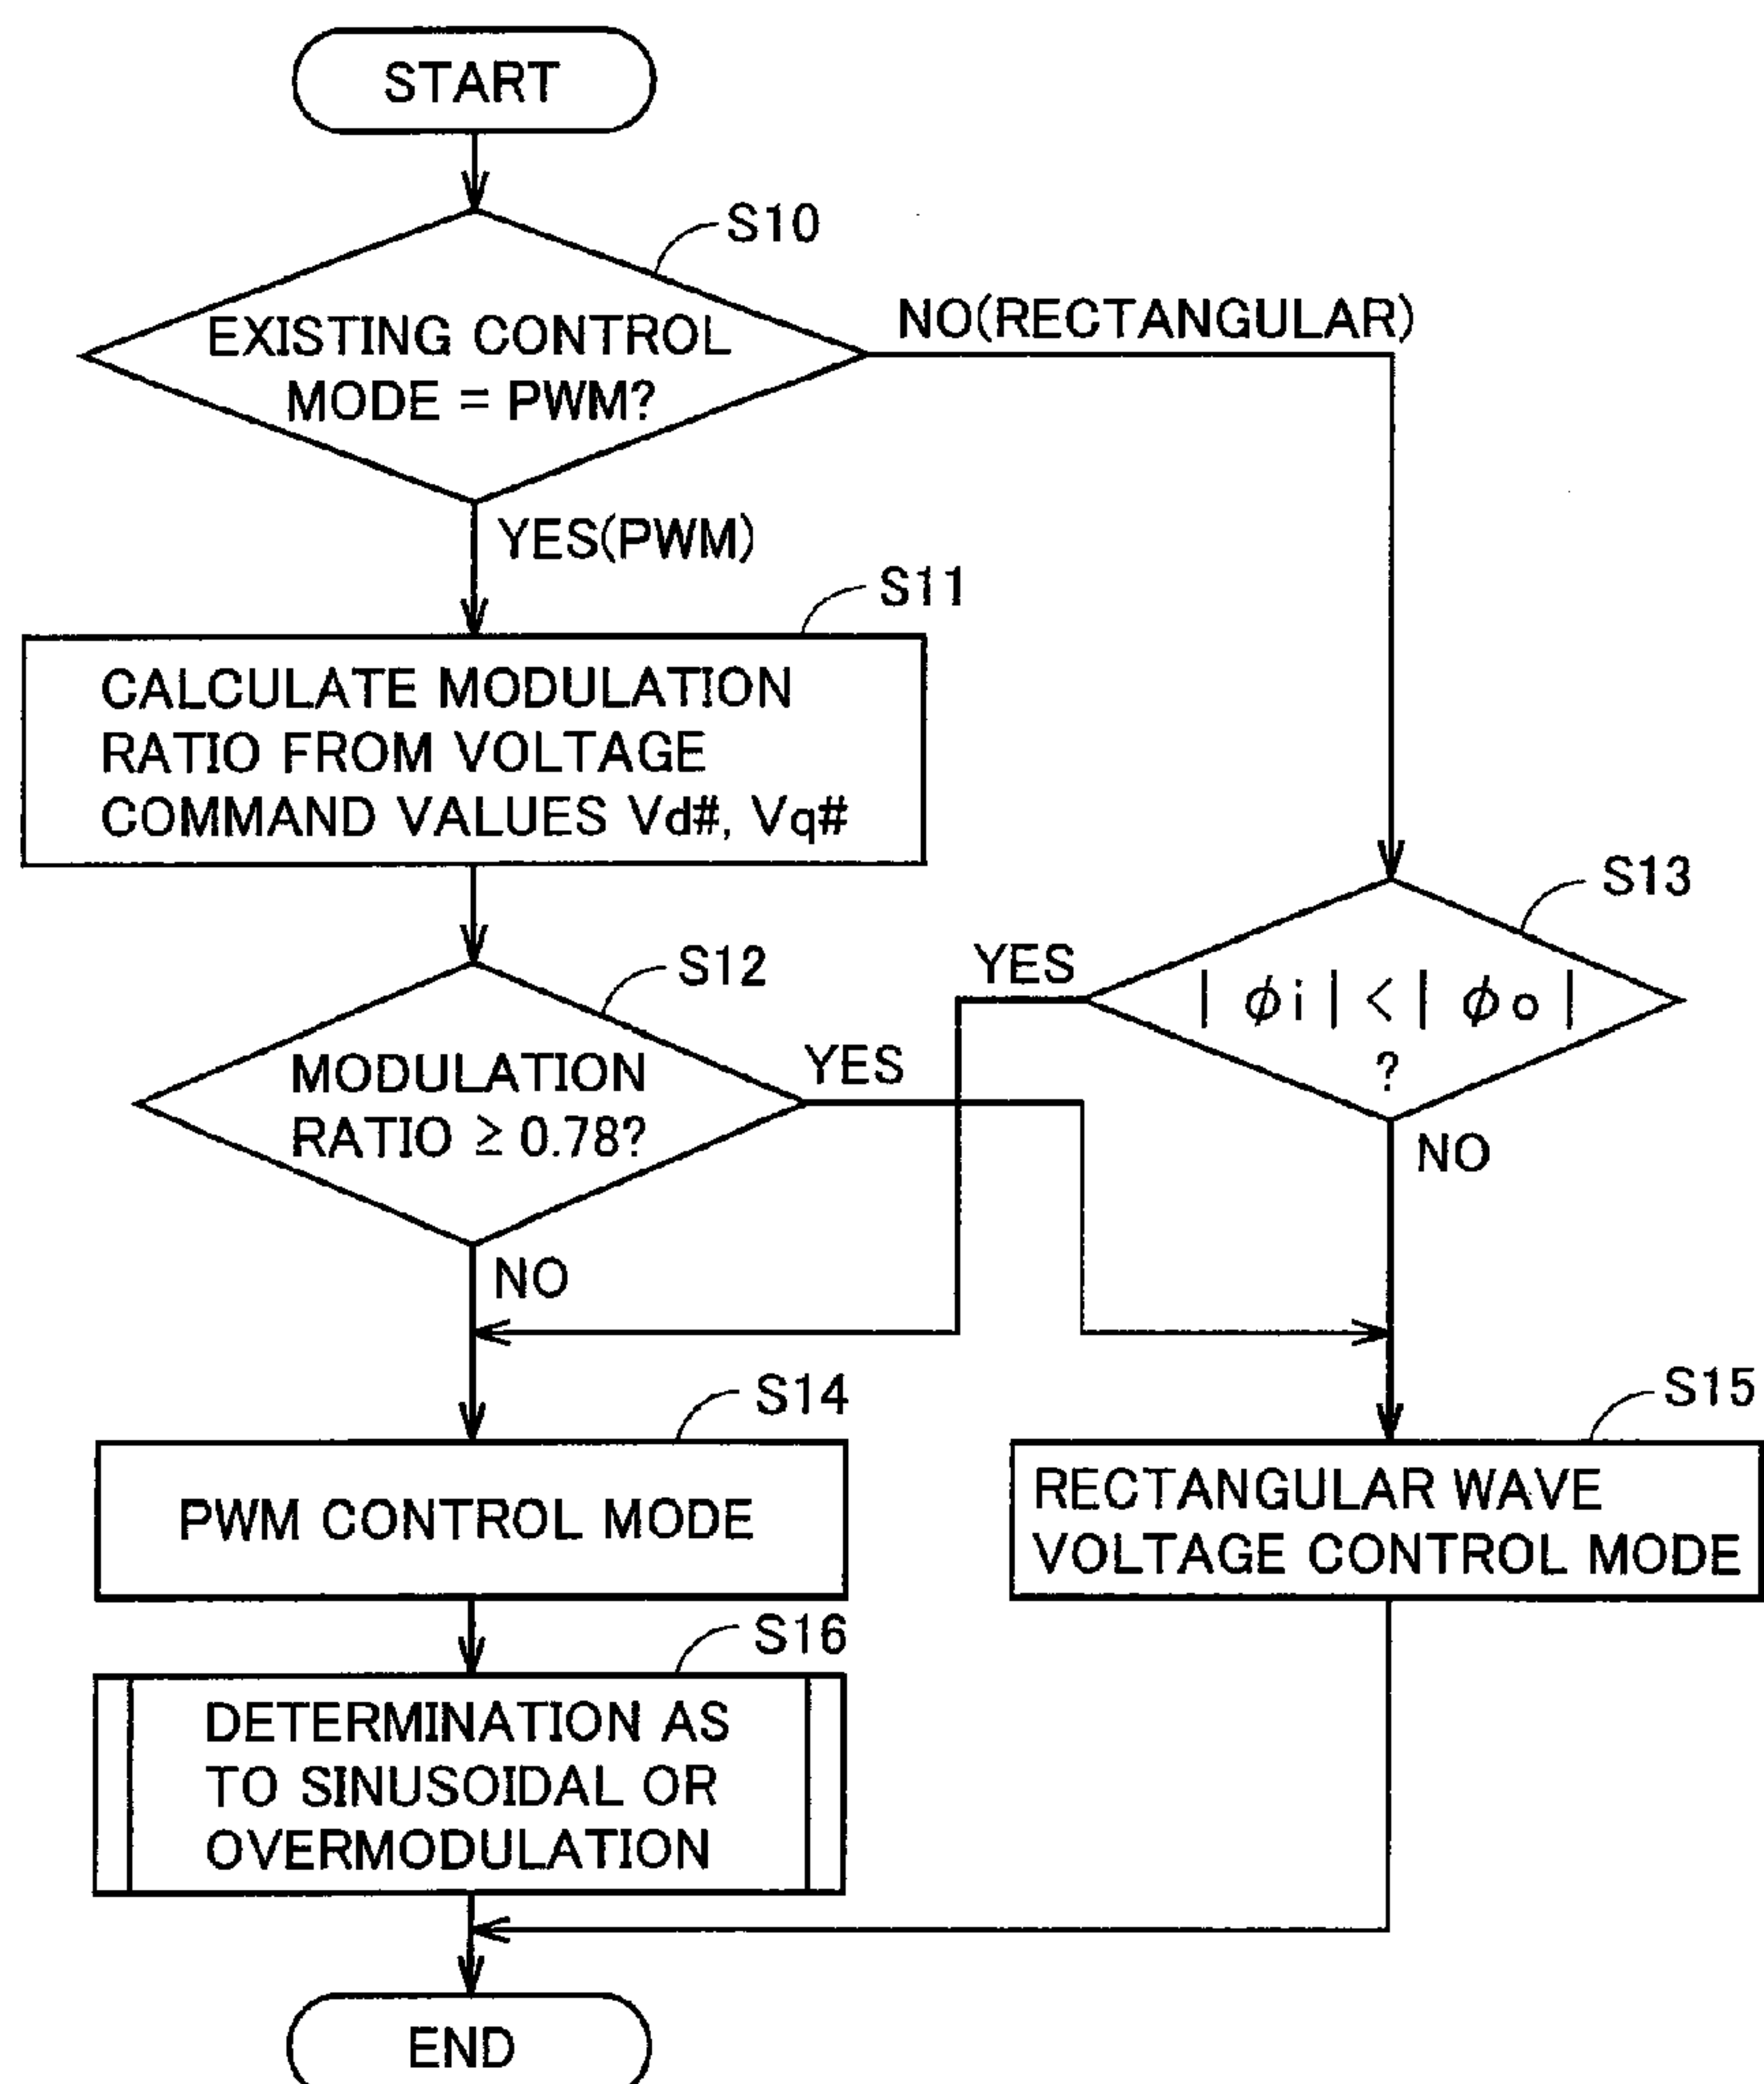 START
S10
EXISTING CONTROL
MODE = PWM?
NO(RECTANGULAR)
YES(PWM)
S11
CALCULATE MODULATION
RATIO FROM VOLTAGE
COMMAND VALUES Vd#, Vq#
S13
| ϕi | < | ϕo |
?
YES
NO
S12
MODULATION
RATIO ≥ 0.78?
YES
NO
S14
PWM CONTROL MODE
S15
RECTANGULAR WAVE
VOLTAGE CONTROL MODE
S16
DETERMINATION AS
TO SINUSOIDAL OR
OVERMODULATION
END